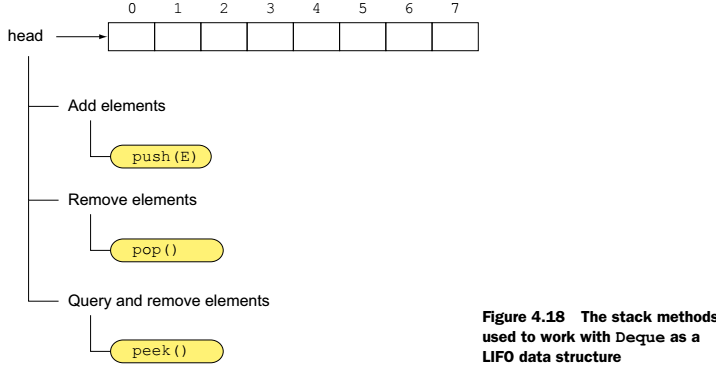 0 1 2 3 4 5 6 7
head
Add elements
push(E)
Remove elements
pop()
Query and remove elements
peek()
Figure 4.18 The stack methods
used to work with Deque as a
LIFO data structure